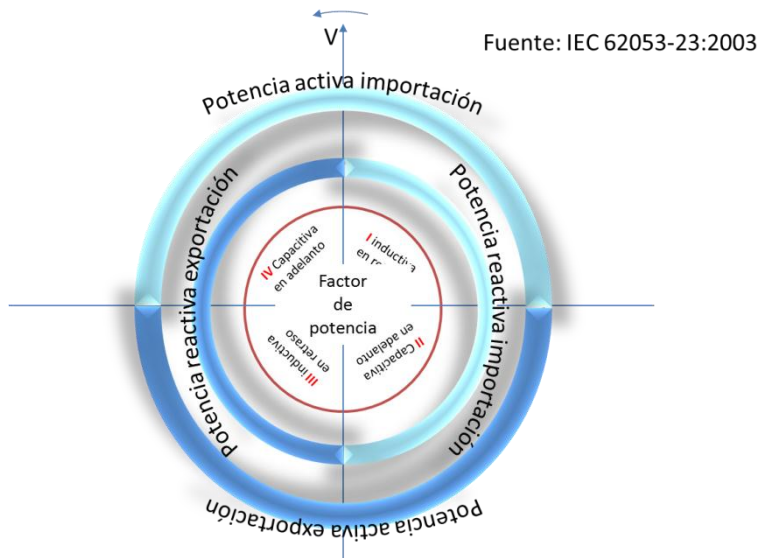 V
Fuente: IEC 62053-23:2003
Potencia activa importación
Potencia reactiva exportación
Potencia reactiva importación
IV Capacitiva
en adelanto
I inductiva
en
Factor
de
potencia
III inductiva
en retraso
II Capacitiva
en adelanto
Potencia activa exportación